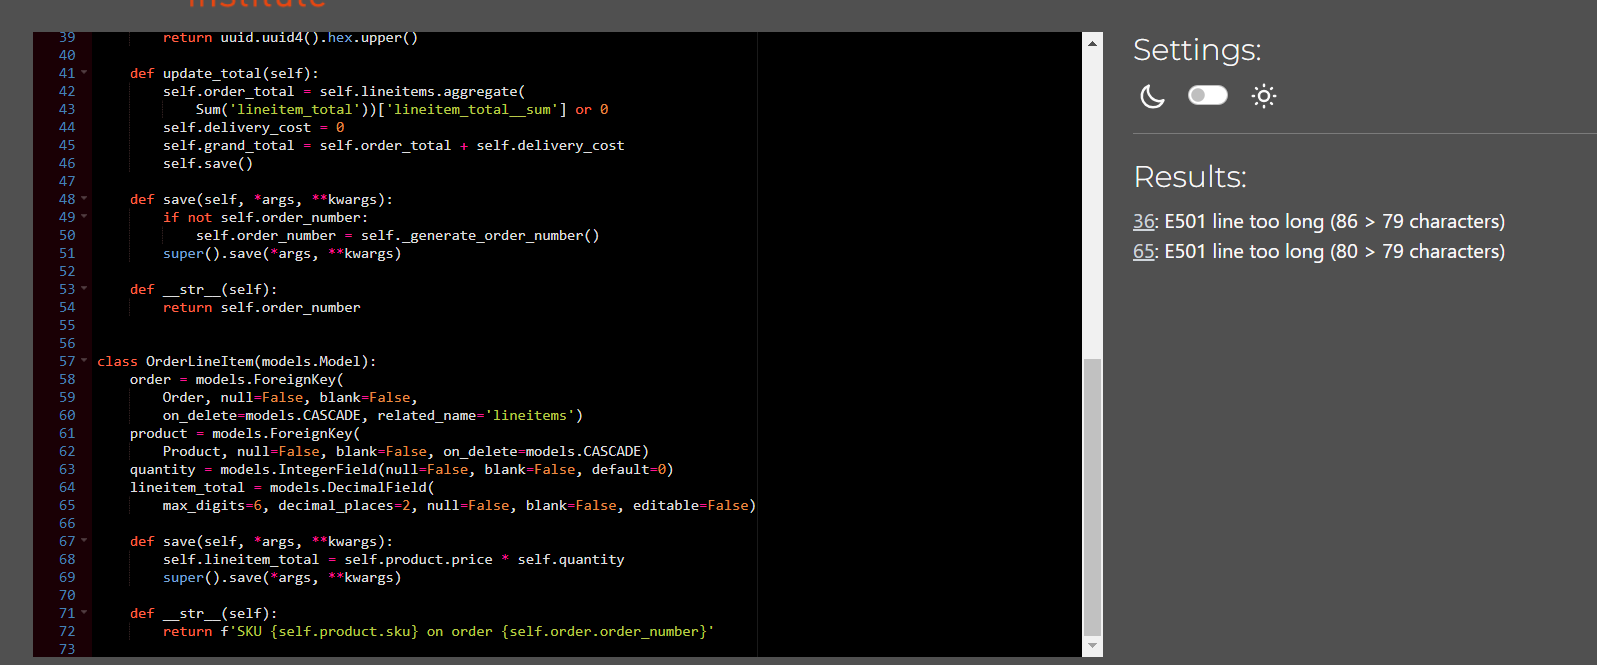 institute
39 return uuid.uuid4().hex.upper()
40
41 def update_total(self):
42 self.order_total = self.lineitems.aggregate(
43 Sum('lineitem_total'))['lineitem_total__sum'] or 0
44 self.delivery_cost = 0
45 self.grand_total = self.order_total + self.delivery_cost
46 self.save()
47
48 def save(self, *args, **kwargs):
49 if not self.order_number:
50 self.order_number = self._generate_order_number()
51 super().save(*args, **kwargs)
52
53 def __str__(self):
54 return self.order_number
55
56
57 class OrderLineItem(models.Model):
58 order = models.ForeignKey(
59 Order, null=False, blank=False,
60 on_delete=models.CASCADE, related_name='lineitems')
61 product = models.ForeignKey(
62 Product, null=False, blank=False, on_delete=models.CASCADE)
63 quantity = models.IntegerField(null=False, blank=False, default=0)
64 lineitem_total = models.DecimalField(
65 max_digits=6, decimal_places=2, null=False, blank=False, editable=False)
66
67 def save(self, *args, **kwargs):
68 self.lineitem_total = self.product.price * self.quantity
69 super().save(*args, **kwargs)
70
71 def __str__(self):
72 return f'SKU {self.product.sku} on order {self.order.order_number}'
73
Settings:
Results:
36: E501 line too long (86 > 79 characters)
65: E501 line too long (80 > 79 characters)